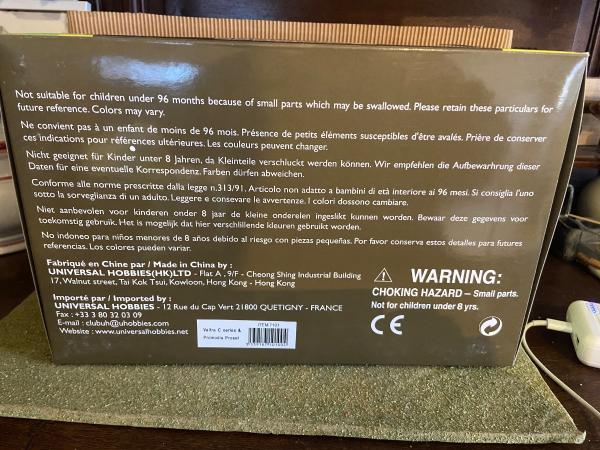 Not suitable for children under 96 months because of small parts which may be swallowed. Please retain these particulars for
future reference. Colors may vary.
Ne convient pas à un enfant de moins de 96 mois. Présence de petits éléments susceptibles d'être avalés. Prière de conserver
ces indications pour références ultérieures. Les couleurs peuvent changer.
Nicht geeignet für Kinder unter 8 Jahren, da Kleinteile verschluckt werden können. Wir empfehlen die Aufbewahrhung dieser
Daten für eine eventuelle Korrespondenz. Farben dürfen abweichen.
Conforme alle norme prescritte dalla legge n.313/91. Articolo non adatto a bambini di età interiore ai 96 mesi. Si consiglia l'uno
sotto la sorveglianza di un adulto. Leggere e consevare le avvertenze. I colori dossono cambiare.
Niet aanbevolen voor kinderen onder 8 jaar de kleine onderelen ingeslikt kunnen worden. Bewaar deze gegevens voor
toekomstig gebruik. Het is mogelijk dat hier verschillende kleuren gebruikt worden.
No indoneo para niños menores de 8 años debido al riesgo con piezas pequeñas. Por favor conserva estos detalles para futures
referencias. Los colores pueden variar.
Fabriqué en Chine par / Made in China by :
UNIVERSAL HOBBIES(HK)LTD - Flat A , 9/F - Cheong Shing Industrial Building
17, Walnut street, Tai Kok Tsui, Kowloon, Hong Kong - Hong Kong
Importé par / Imported by :
UNIVERSAL HOBBIES - 12 Rue du Cap Vert 21800 QUETIGNY - FRANCE
Fax : +33 3 80 32 03 09
E-mail : clubuh@uhobbies.com
Website : www.universalhobbies.net
Valtra C series &
Pronodia Prosed
ITEM:7101
WARNING:
CHOKING HAZARD – Small parts.
Not for children under 8 yrs.
CE